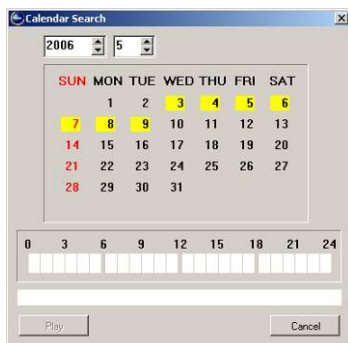 Calendar Search
2006 5
SUN MON TUE WED THU FRI SAT
1 2 3 4 5 6
7 8 9 10 11 12 13
14 15 16 17 18 19 20
21 22 23 24 25 26 27
28 29 30 31
0 3 6 9 12 15 18 21 24
Play Cancel